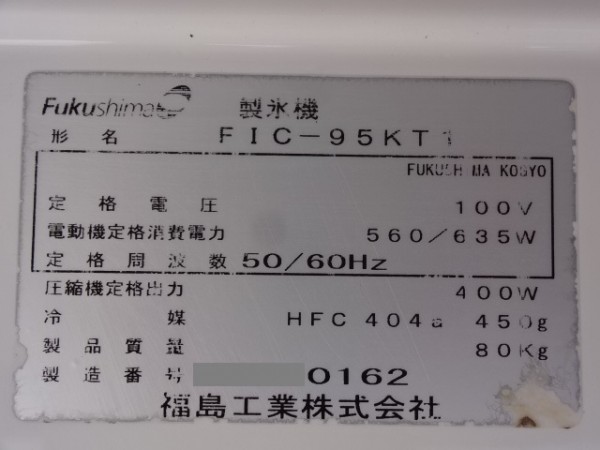 Fukushima 製氷機
形名 FIC-95KT1
FUKUSHIMA KOGYO
定格電圧 100V
電動機定格消費電力 560/635W
定格周波数 50/60Hz
圧縮機定格出力 400W
冷媒 HFC 404a 450g
製品質量 80Kg
製造番号 0162
福島工業株式会社